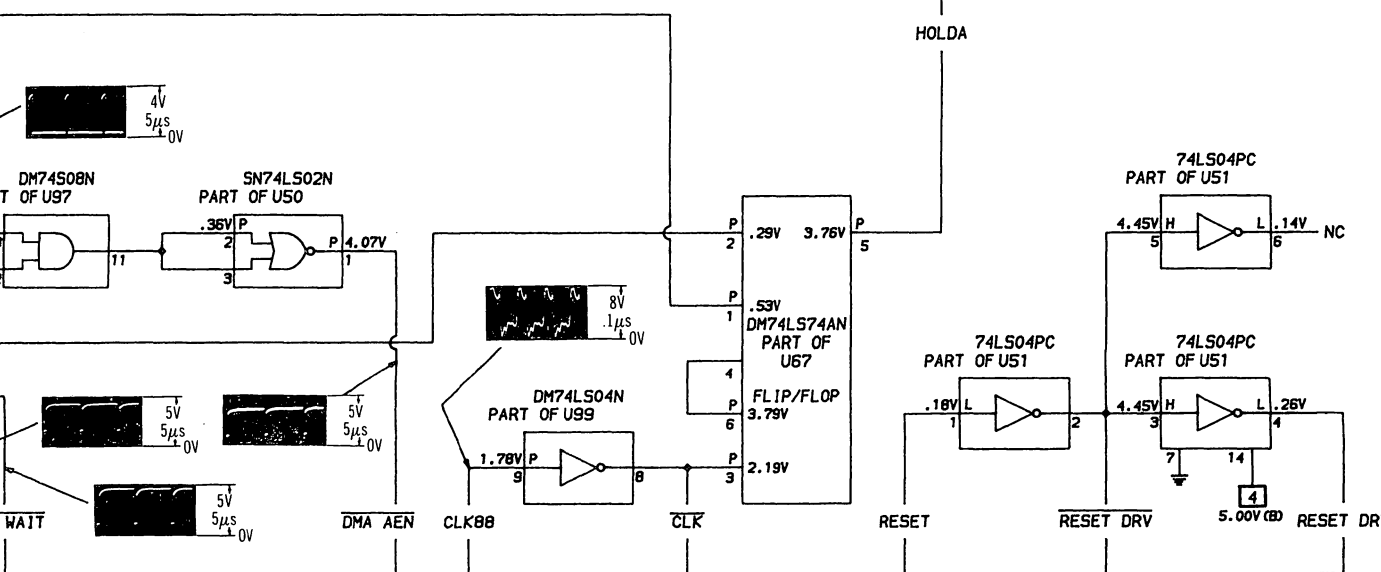 HOLDA
4V
5μs
0V
DM74S08N
T OF U97
11
SN74LS02N
PART OF U50
.36V P
2
3
P 4.07V
1
74LS04PC
PART OF U51
4.45V H
5
L .14V
6
NC
P
2
.29V
3.76V P
5
P
1
.53V
DM74LS74AN
PART OF
U67
4
FLIP/FLOP
P
6
3.79V
P
3
2.19V
8V
.1μs
0V
DM74LS04N
PART OF U99
1.78V P
9
8
5V
5μs
0V
5V
5μs
0V
5V
5μs
0V
74LS04PC
PART OF U51
.18V L
1
2
74LS04PC
PART OF U51
4.45V H
3
L .26V
4
7
14
4
5.00V(B)
WAIT
DMA AEN
CLK88
CLK
RESET
RESET DRV
RESET DR